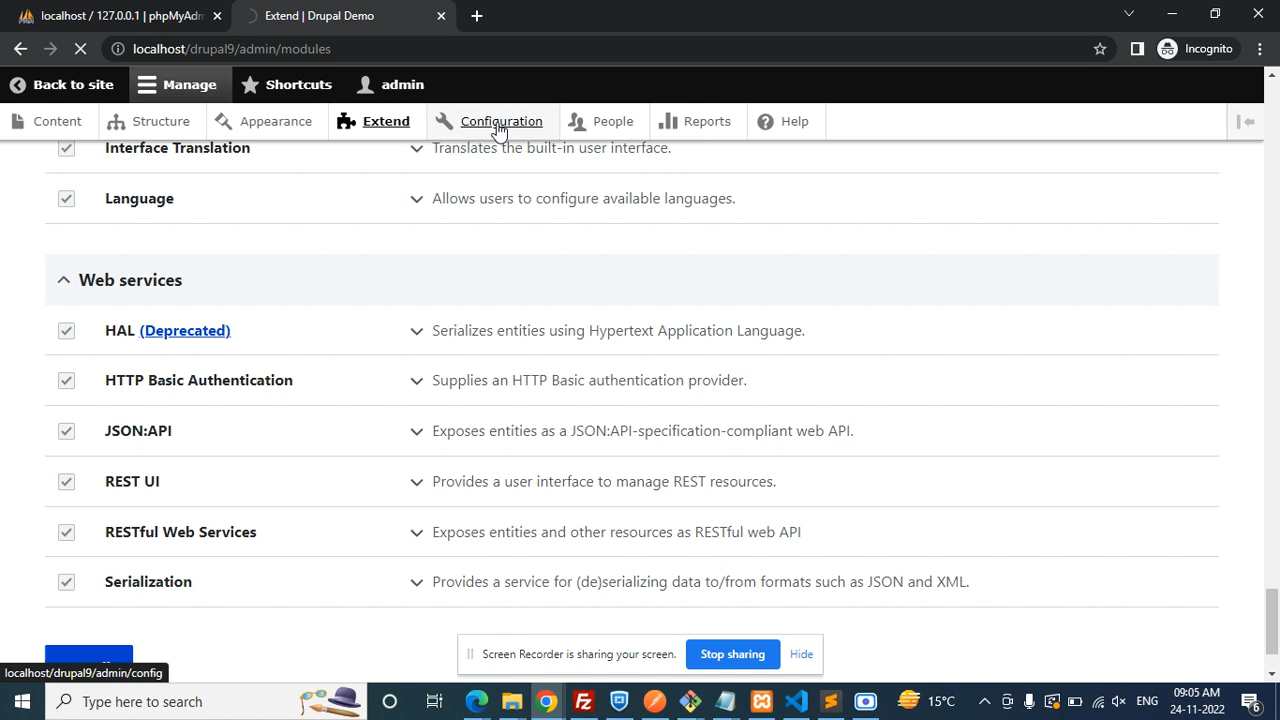 localhost / 127.0.0.1 | phpMyAdm
Extend | Drupal Demo
localhost/drupal9/admin/modules
Incognito
Back to site
Manage
Shortcuts
admin
Content
Structure
Appearance
Extend
Configuration
People
Reports
Help
Interface Translation
Translates the built-in user interface.
Language
Allows users to configure available languages.
Web services
HAL (Deprecated)
Serializes entities using Hypertext Application Language.
HTTP Basic Authentication
Supplies an HTTP Basic authentication provider.
JSON:API
Exposes entities as a JSON:API-specification-compliant web API.
REST UI
Provides a user interface to manage REST resources.
RESTful Web Services
Exposes entities and other resources as RESTful web API
Serialization
Provides a service for (de)serializing data to/from formats such as JSON and XML.
Screen Recorder is sharing your screen.
Stop sharing
Hide
localhost/drupal9/admin/config
Type here to search
15°C
ENG
09:05 AM
24-11-2022
6